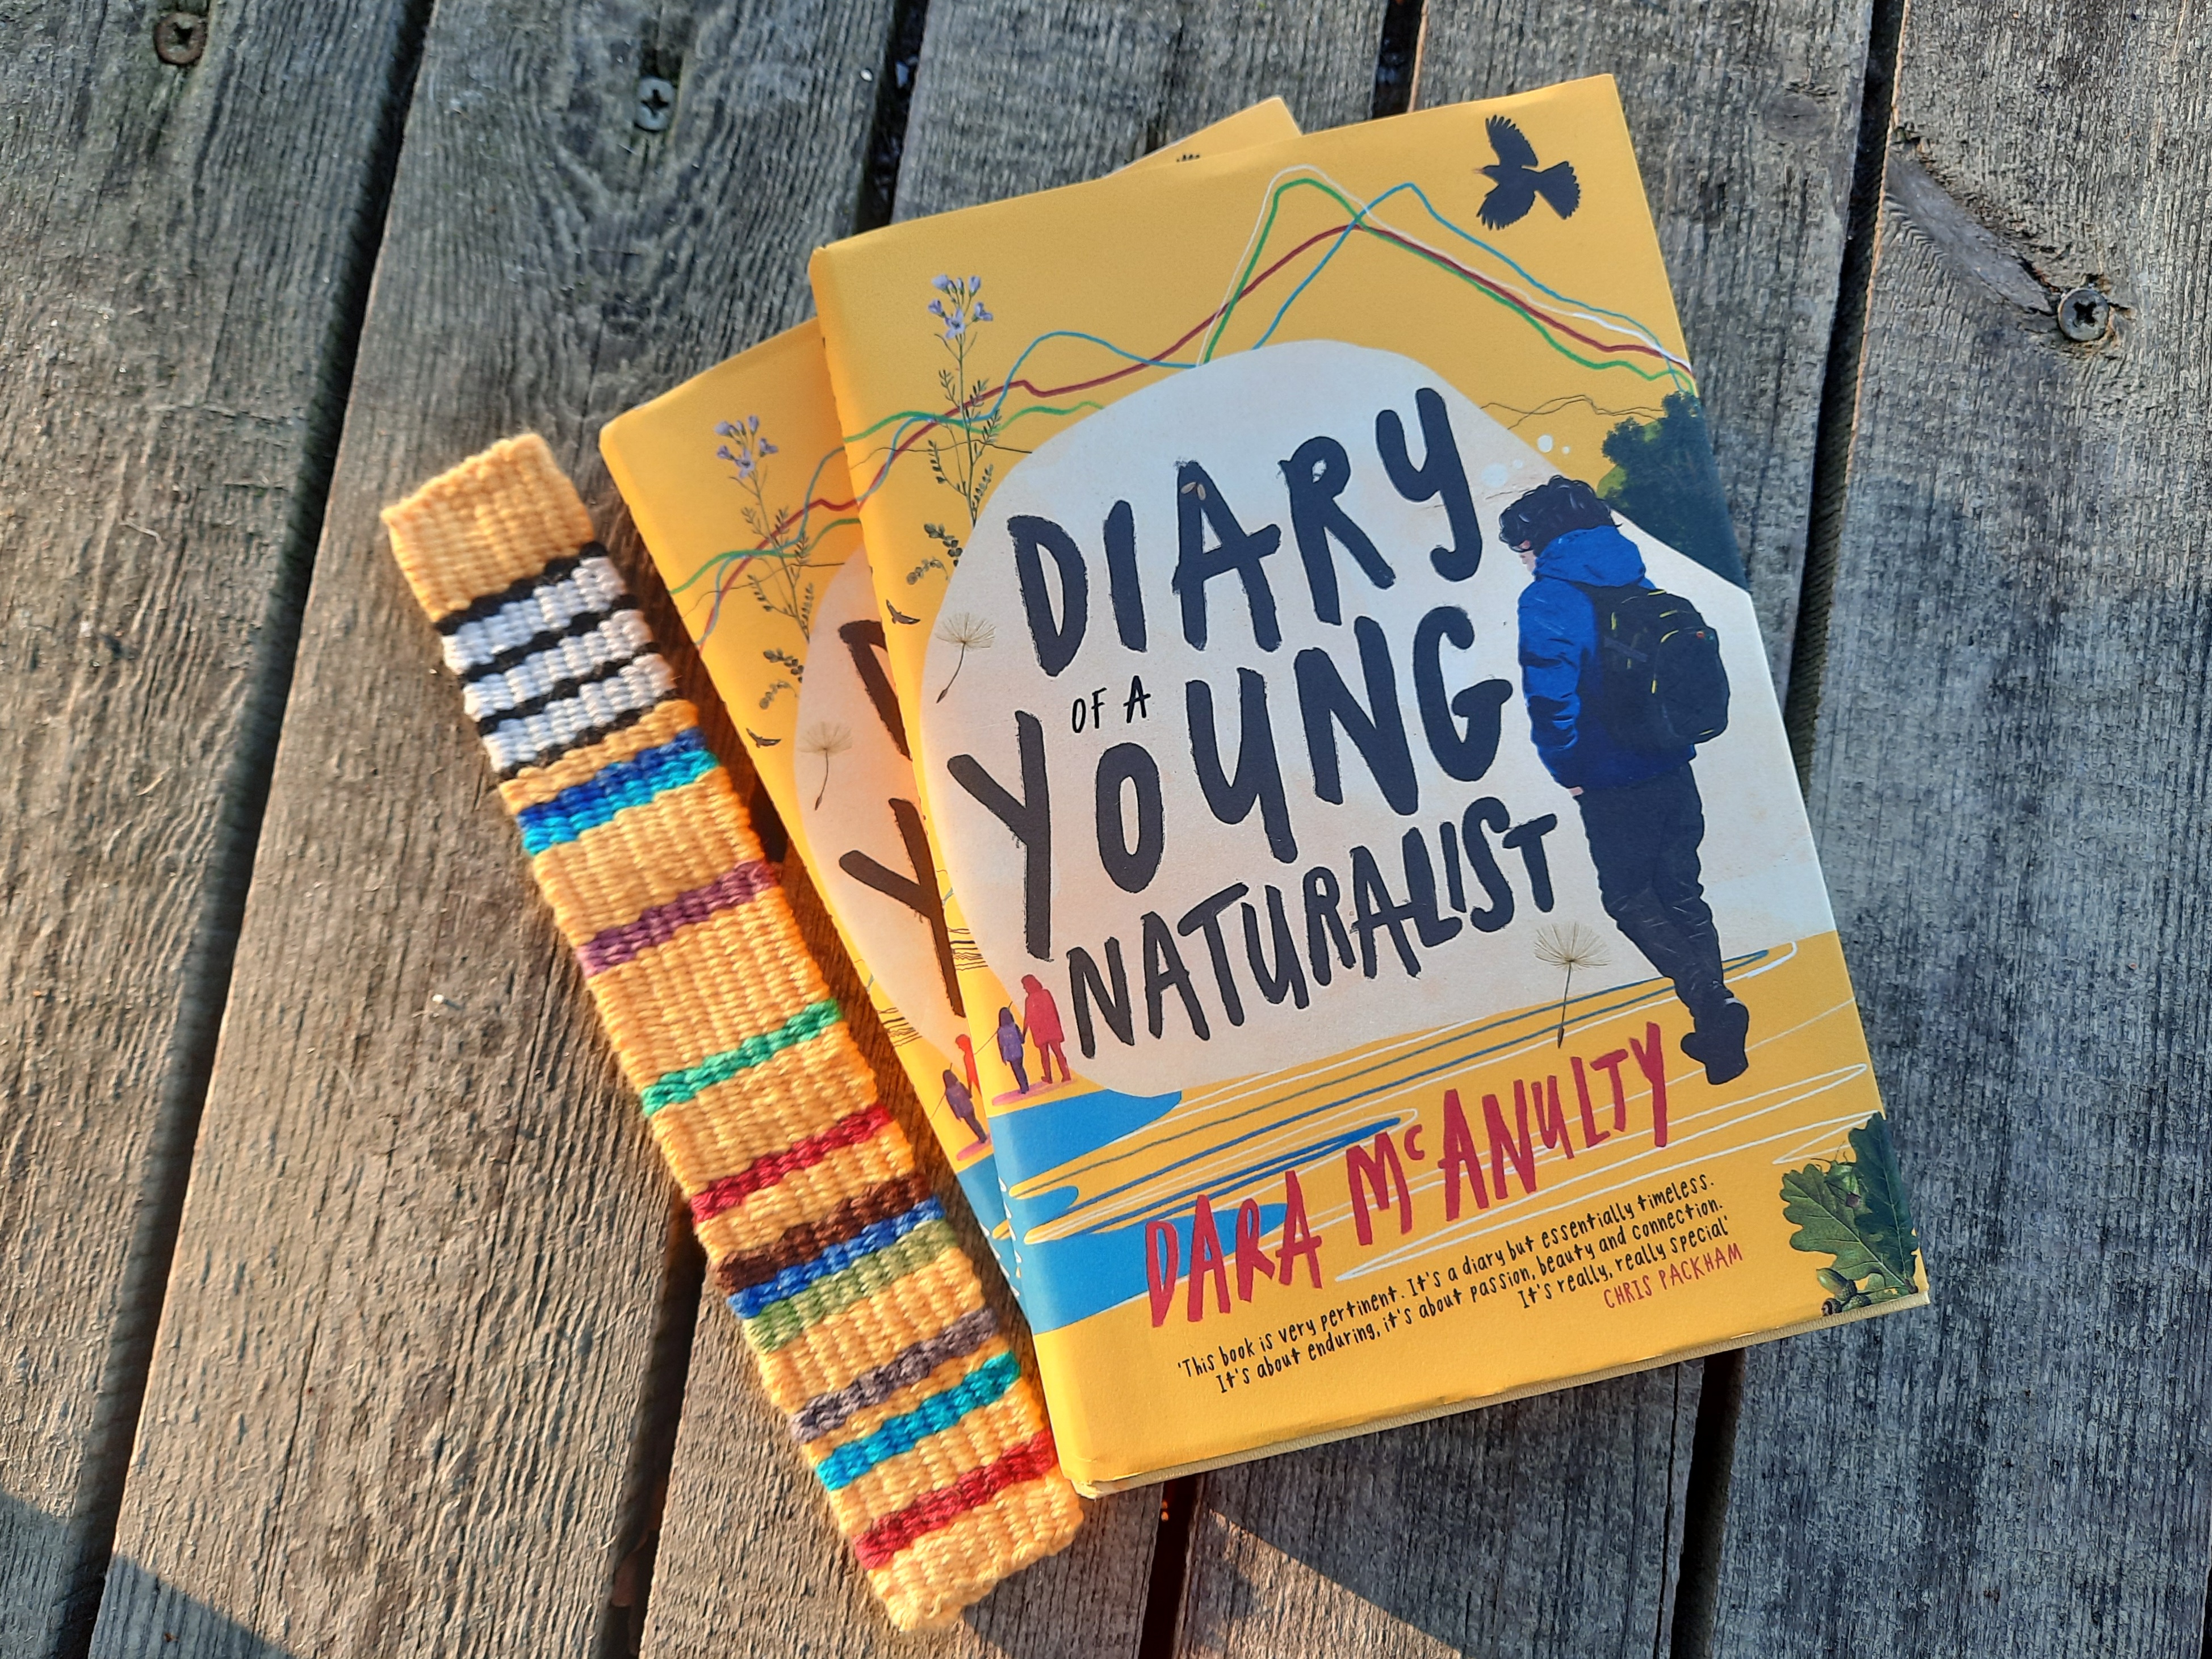 DIARY
OF A
YOUNG
NATURALIST
DARA McANULTY
'This book is very pertinent. It's a diary but essentially timeless.
It's about enduring, it's about passion, beauty and connection.
It's really, really special'
CHRIS PACKHAM